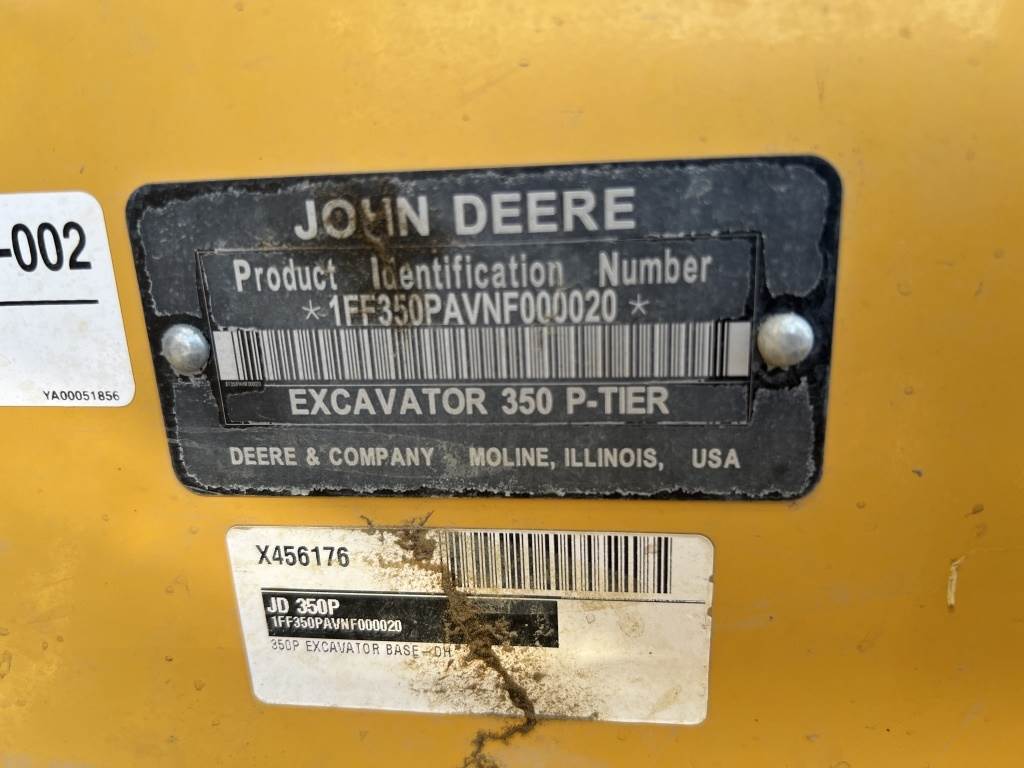 -002
YA00051856
JOHN DEERE
Product Identification Number
*1FF350PAVNF000020*
EXCAVATOR 350 P-TIER
DEERE & COMPANY MOLINE, ILLINOIS, USA
X456176
JD 350P
1FF350PAVNF000020
350P EXCAVATOR BASE-DH